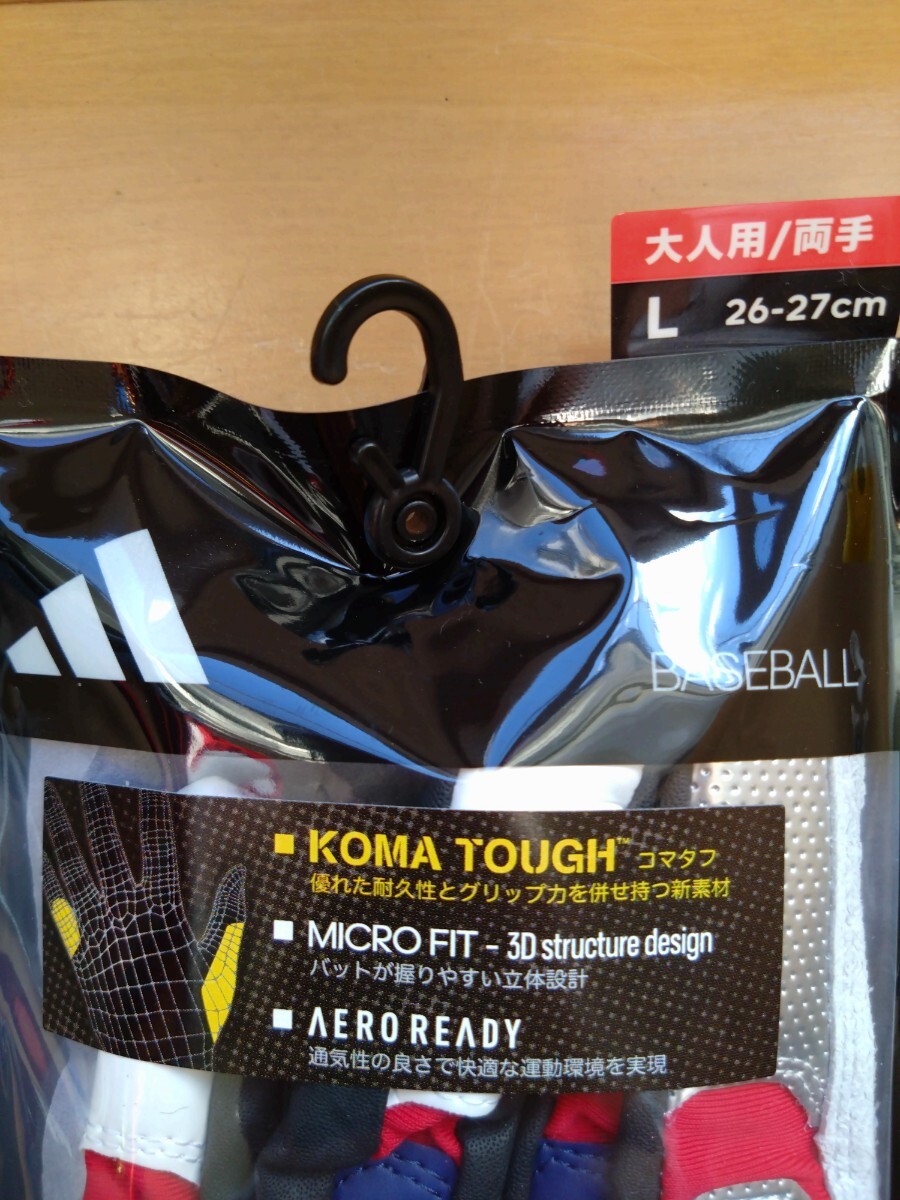 大人用/両手
L 26-27cm
BASEBALL
KOMA TOUGH™ コマタフ
優れた耐久性とグリップ力を併せ持つ新素材
MICRO FIT - 3D structure design
バットが握りやすい立体設計
AEROREADY
通気性の良さで快適な運動環境を実現